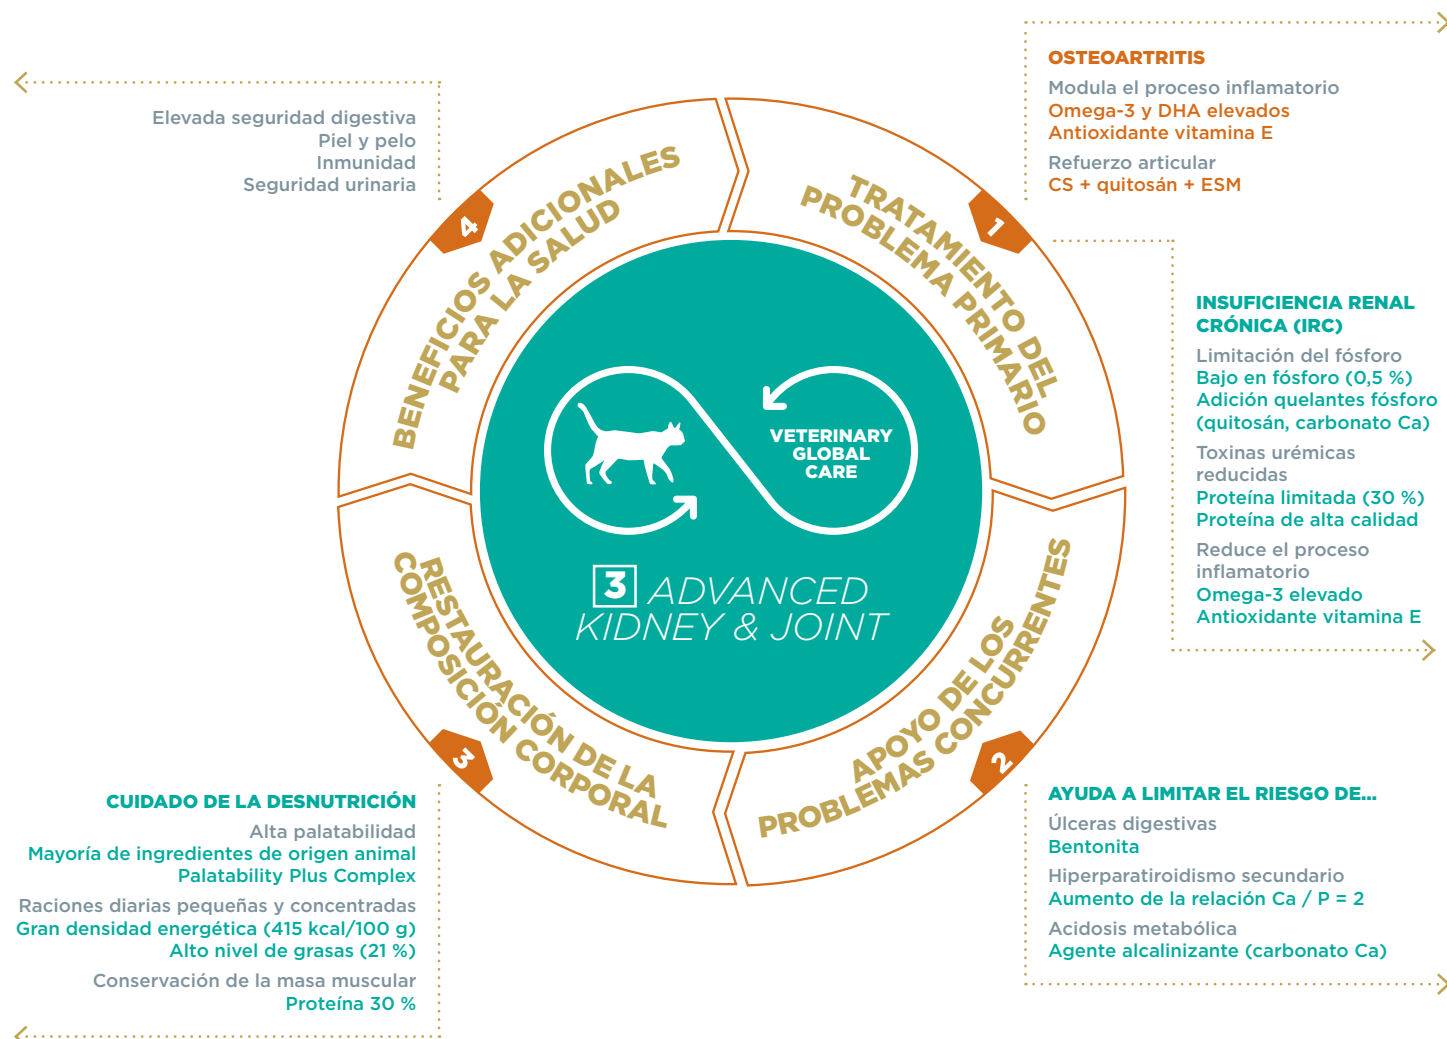 OSTEOARTRITIS
Modula el proceso inflamatorio
Omega-3 y DHA elevados
Antioxidante vitamina E
Refuerzo articular
CS + quitosán + ESM
Elevada seguridad digestiva
Piel y pelo
Inmunidad
Seguridad urinaria
4
BENEFICIOS ADICIONALES
PARA LA SALUD
1
TRATAMIENTO DEL
PROBLEMA PRIMARIO
INSUFICIENCIA RENAL
CRÓNICA (IRC)
Limitación del fósforo
Bajo en fósforo (0,5 %)
Adición quelantes fósforo
(quitosán, carbonato Ca)
Toxinas urémicas
reducidas
Proteína limitada (30 %)
Proteína de alta calidad
Reduce el proceso
inflamatorio
Omega-3 elevado
Antioxidante vitamina E
VETERINARY
GLOBAL
CARE
3 ADVANCED
KIDNEY & JOINT
3
RESTAURACIÓN DE LA
COMPOSICIÓN CORPORAL
2
APOYO DE LOS
PROBLEMAS CONCURRENTES
CUIDADO DE LA DESNUTRICIÓN
Alta palatabilidad
Mayoría de ingredientes de origen animal
Palatability Plus Complex
Raciones diarias pequeñas y concentradas
Gran densidad energética (415 kcal/100 g)
Alto nivel de grasas (21 %)
Conservación de la masa muscular
Proteína 30 %
AYUDA A LIMITAR EL RIESGO DE...
Úlceras digestivas
Bentonita
Hiperparatiroidismo secundario
Aumento de la relación Ca / P = 2
Acidosis metabólica
Agente alcalinizante (carbonato Ca)